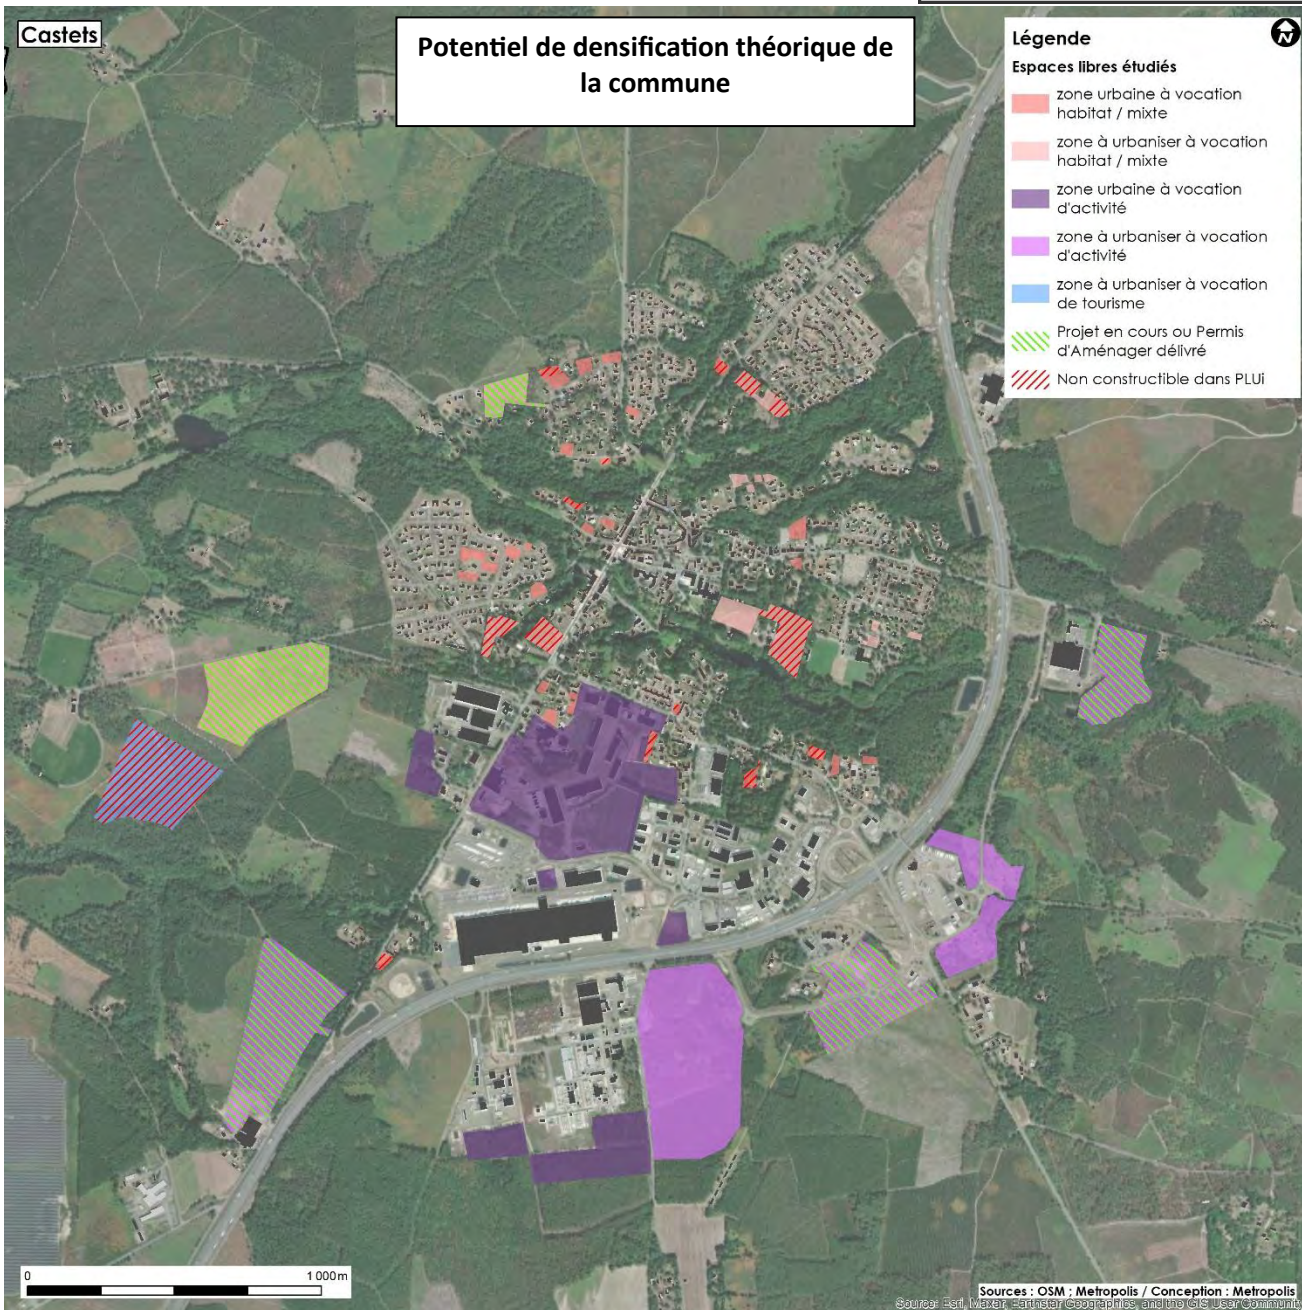 Castets
Potentiel de densification théorique de
la commune
Légende
N
Espaces libres étudiés
zone urbaine à vocation
habitat / mixte
zone à urbaniser à vocation
habitat / mixte
zone urbaine à vocation
d'activité
zone à urbaniser à vocation
d'activité
zone à urbaniser à vocation
de tourisme
Projet en cours ou Permis
d'Aménager délivré
Non constructible dans PLUi
0 1 000 m
Sources : OSM ; Metropolis / Conception : Metropolis
Source: Esri, Maxar, Earthstar Geographics, and the GIS User Community